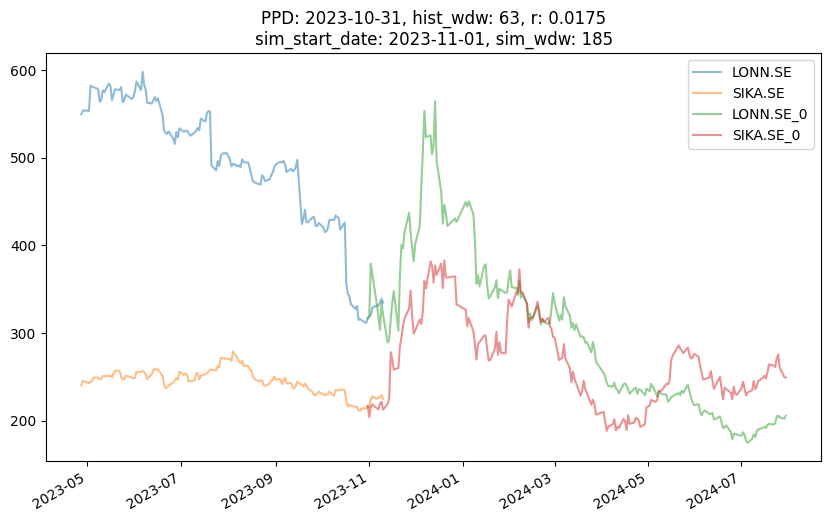 PPD: 2023-10-31, hist_wdw: 63, r: 0.0175
sim_start_date: 2023-11-01, sim_wdw: 185
LONN.SE
SIKA.SE
LONN.SE_0
SIKA.SE_0
600
500
400
300
200
2023-05
2023-07
2023-09
2023-11
2024-01
2024-03
2024-05
2024-07